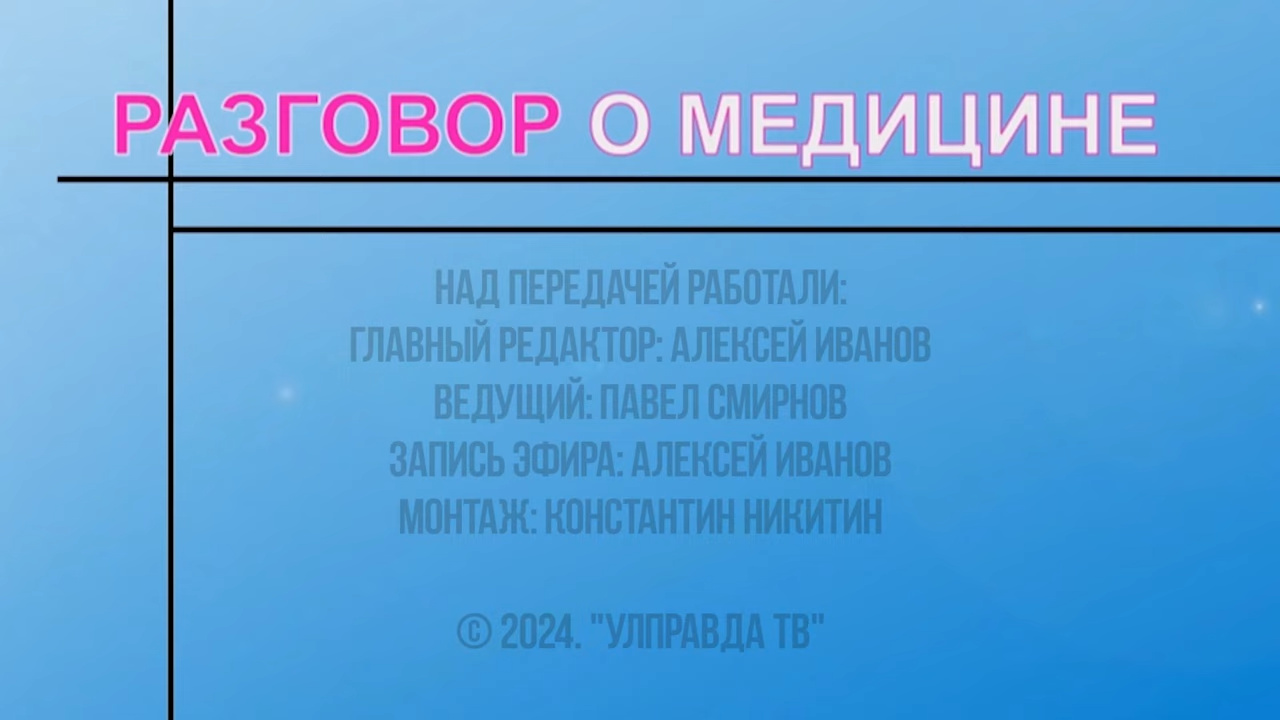 РАЗГОВОР О МЕДИЦИНЕ
НАД ПЕРЕДАЧЕЙ РАБОТАЛИ:
ГЛАВНЫЙ РЕДАКТОР: АЛЕКСЕЙ ИВАНОВ
ВЕДУЩИЙ: ПАВЕЛ СМИРНОВ
ЗАПИСЬ ЭФИРА: АЛЕКСЕЙ ИВАНОВ
МОНТАЖ: КОНСТАНТИН НИКИТИН
© 2024. "УЛПРАВДА ТВ"